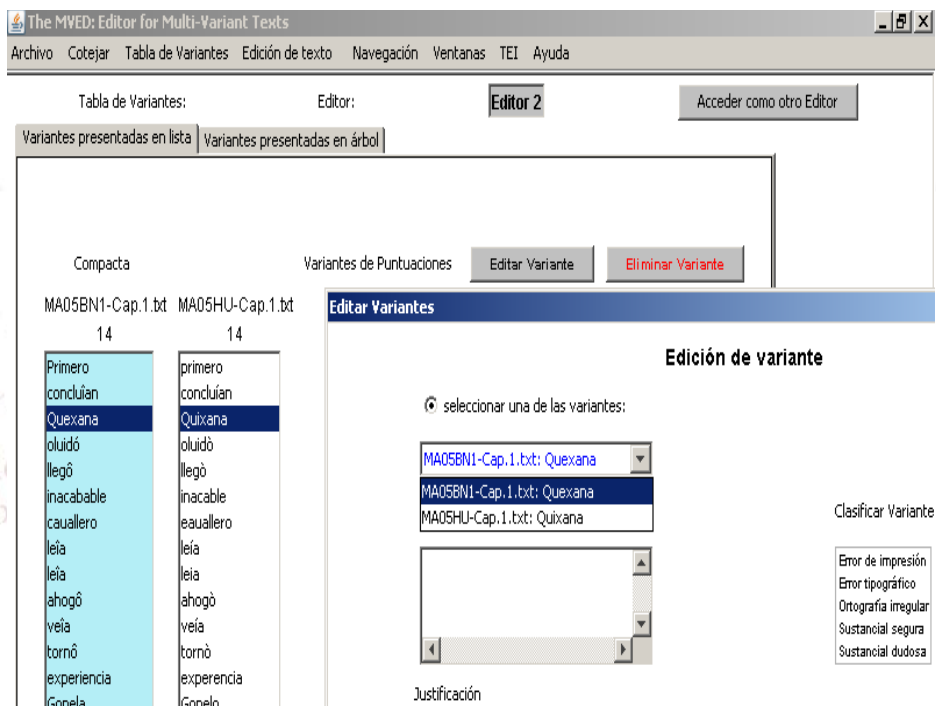 The MVED: Editor for Multi-Variant Texts
Archivo Cotejar Tabla de Variantes Edición de texto Navegación Ventanas TEI Ayuda
Tabla de Variantes: Editor: Editor 2 Acceder como otro Editor
Variantes presentadas en lista Variantes presentadas en árbol
Compacta Variantes de Puntuaciones Editar Variante Eliminar Variante
MA05BN1-Cap.1.txt MA05HU-Cap.1.txt
14 14
Primero primero
concluîan concluían
Quexana Quixana
oluidó oluidò
llegô llegò
inacabable inacable
cauallero eauallero
leîa leía
leîa leia
ahogô ahogò
veîa veía
tornô tornò
experiencia experencia
Gonela Gonelo
Editar Variantes
Edición de variante
seleccionar una de las variantes:
MA05BN1-Cap.1.txt: Quexana
MA05BN1-Cap.1.txt: Quexana
MA05HU-Cap.1.txt: Quixana
Clasificar Variante
Error de impresión
Error tipográfico
Ortografía irregular
Sustancial segura
Sustancial dudosa
Justificación